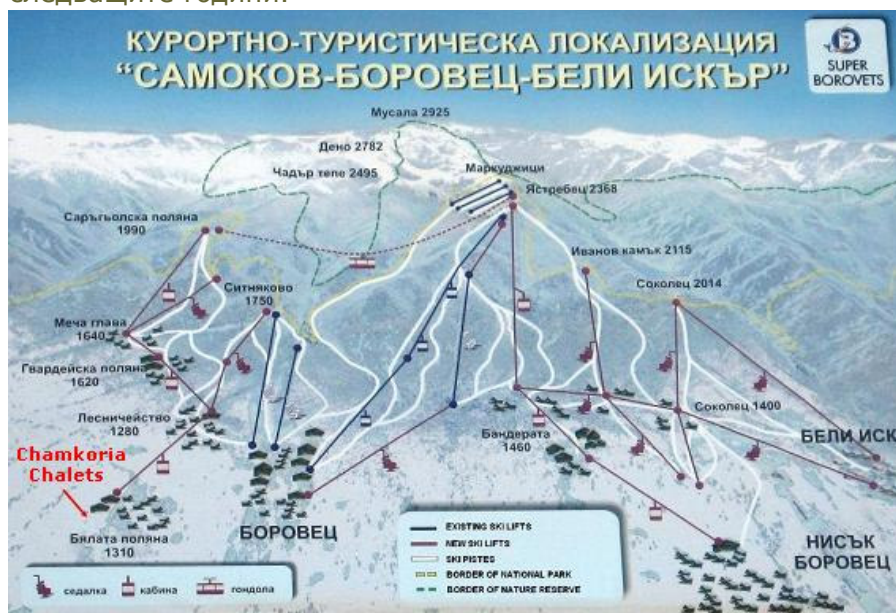 следващите години.
КУРОРТНО-ТУРИСТИЧЕСКА ЛОКАЛИЗАЦИЯ
“САМОКОВ-БОРОВЕЦ-БЕЛИ ИСКЪР”
SUPER
BOROVETS
Мусала 2925
Дено 2782
Чадър тепе 2495
Маркуджици
Ястребец 2368
Саръгьолска поляна
1990
Иванов камък 2115
Ситняково
1750
Соколец 2014
Меча глава
1640
Гвардейска поляна
1620
Лесничейство
1280
Соколец 1400
Бандерата
1460
БЕЛИ ИСК
Chamkoria
Chalets
Бялата поляна
1310
БОРОВЕЦ
НИСЪК
БОРОВЕЦ
EXISTING SKI LIFTS
NEW SKI LIFTS
SKI PISTES
BORDER OF NATIONAL PARK
BORDER OF NATURE RESERVE
седалка
кабина
гондола